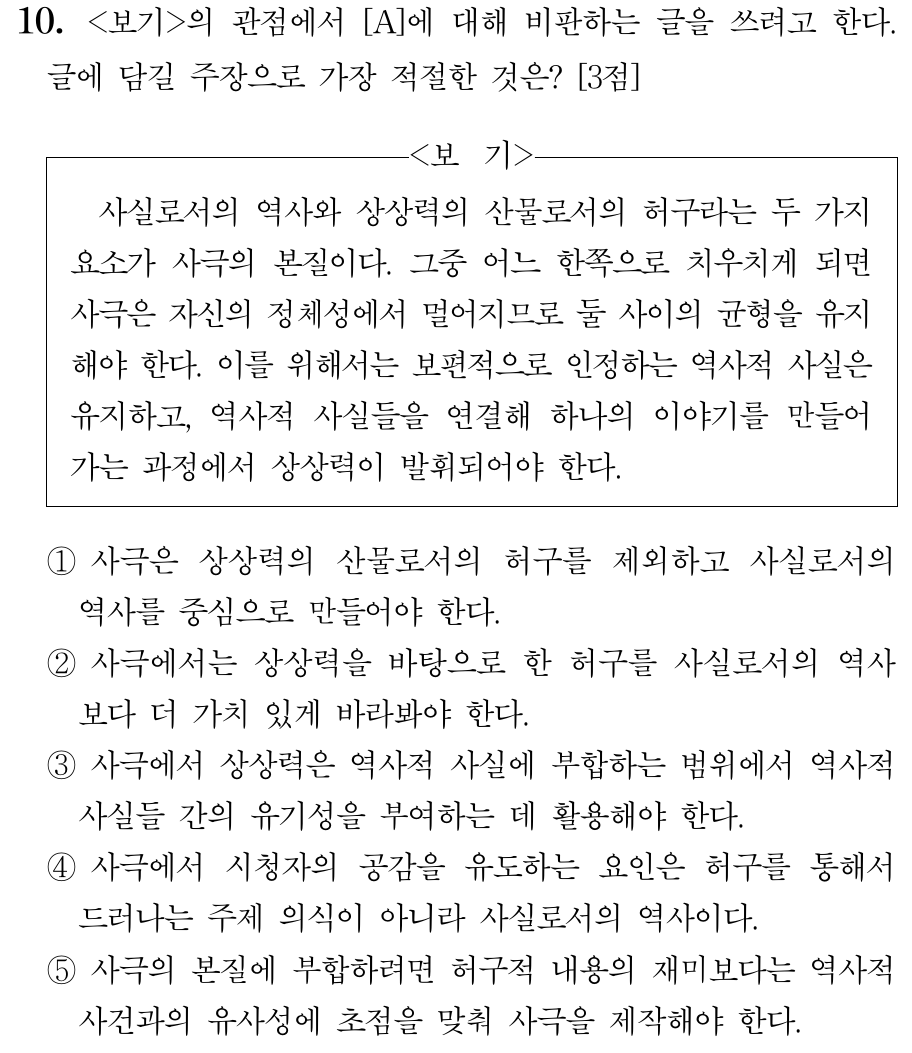 10. <보기>의 관점에서 [A]에 대해 비판하는 글을 쓰려고 한다.
글에 담길 주장으로 가장 적절한 것은? [3점]
<보 기>
사실로서의 역사와 상상력의 산물로서의 허구라는 두 가지
요소가 사극의 본질이다. 그중 어느 한쪽으로 치우치게 되면
사극은 자신의 정체성에서 멀어지므로 둘 사이의 균형을 유지
해야 한다. 이를 위해서는 보편적으로 인정하는 역사적 사실은
유지하고, 역사적 사실들을 연결해 하나의 이야기를 만들어
가는 과정에서 상상력이 발휘되어야 한다.
① 사극은 상상력의 산물로서의 허구를 제외하고 사실로서의
역사를 중심으로 만들어야 한다.
② 사극에서는 상상력을 바탕으로 한 허구를 사실로서의 역사
보다 더 가치 있게 바라봐야 한다.
③ 사극에서 상상력은 역사적 사실에 부합하는 범위에서 역사적
사실들 간의 유기성을 부여하는 데 활용해야 한다.
④ 사극에서 시청자의 공감을 유도하는 요인은 허구를 통해서
드러나는 주제 의식이 아니라 사실로서의 역사이다.
⑤ 사극의 본질에 부합하려면 허구적 내용의 재미보다는 역사적
사건과의 유사성에 초점을 맞춰 사극을 제작해야 한다.